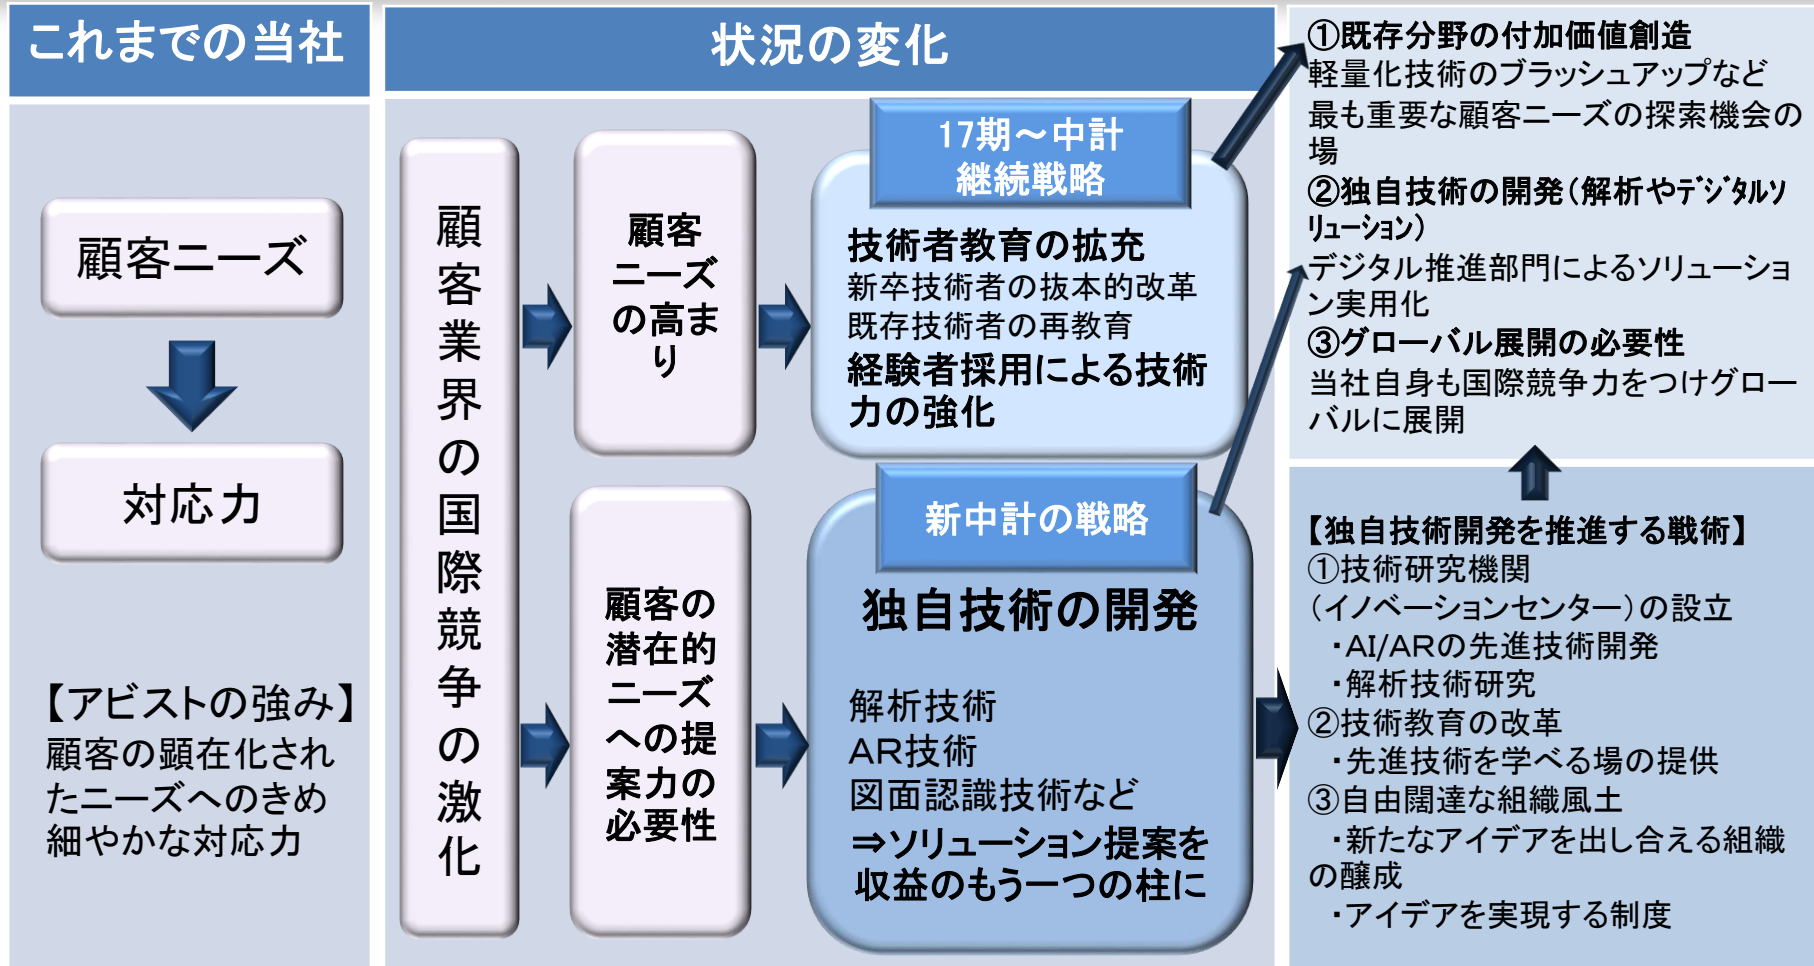 これまでの当社
顧客ニーズ
対応力
【アビストの強み】
顧客の顕在化され
たニーズへのきめ
細やかな対応力
状況の変化
顧客業界の国際競争の激化
顧客
ニーズ
の高ま
り
17期～中計
継続戦略
技術者教育の拡充
新卒技術者の抜本的改革
既存技術者の再教育
経験者採用による技術
力の強化
顧客の
潜在的
ニーズ
への提
案力の
必要性
新中計の戦略
独自技術の開発
解析技術
AR技術
図面認識技術など
⇒ソリューション提案を
収益のもう一つの柱に
①既存分野の付加価値創造
軽量化技術のブラッシュアップなど
最も重要な顧客ニーズの探索機会の
場
②独自技術の開発（解析やﾃﾞｼﾞﾀﾙソ
ﾘｭｰｼｮﾝ）
デジタル推進部門によるソリューショ
ン実用化
③グローバル展開の必要性
当社自身も国際競争力をつけグロー
バルに展開
【独自技術開発を推進する戦術】
①技術研究機関
（イノベーションセンター）の設立
・AI/ARの先進技術開発
・解析技術研究
②技術教育の改革
・先進技術を学べる場の提供
③自由闊達な組織風土
・新たなアイデアを出し合える組織
の醸成
・アイデアを実現する制度